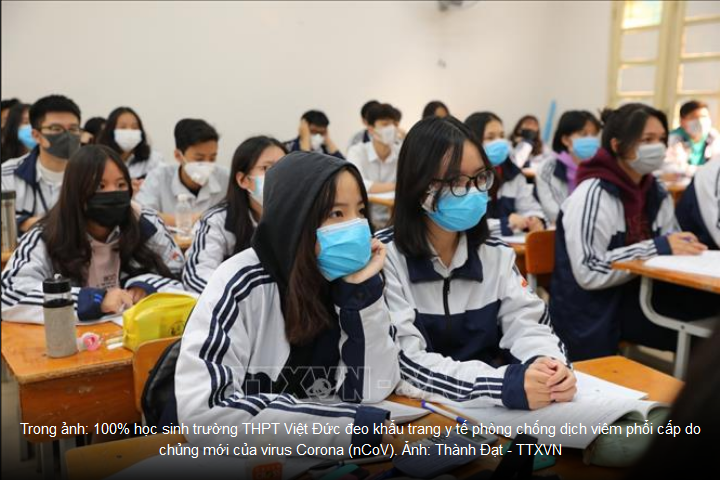 TTXVN
Trong ảnh: 100% học sinh trường THPT Việt Đức đeo khẩu trang y tế phòng chống dịch viêm phổi cấp do
chủng mới của virus Corona (nCoV). Ảnh: Thành Đạt - TTXVN